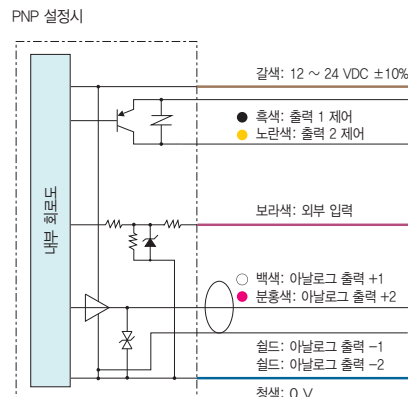 PNP 설정시
갈색: 12 ~ 24 VDC ±10%
흑색: 출력 1 제어
노란색: 출력 2 제어
내부 회로도
보라색: 외부 입력
백색: 아날로그 출력 +1
분홍색: 아날로그 출력 +2
쉴드: 아날로그 출력 −1
쉴드: 아날로그 출력 −2
청색: 0 V